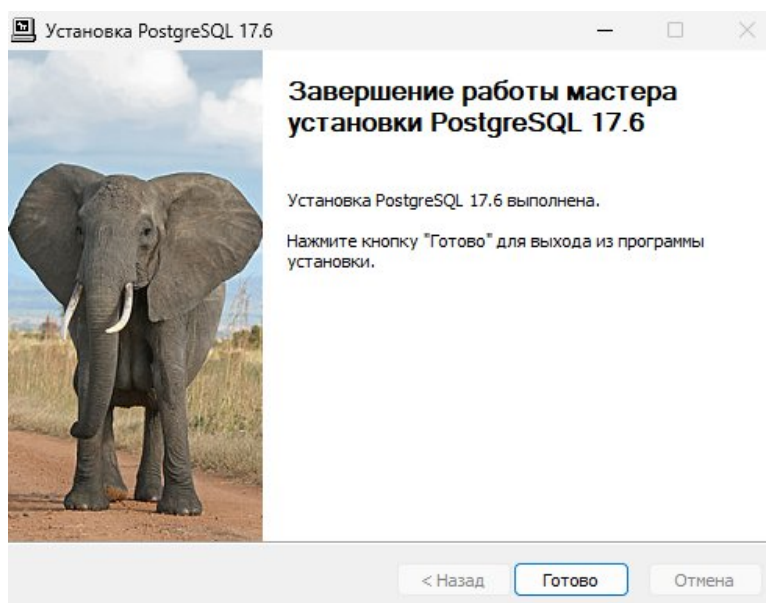 Установка PostgreSQL 17.6
Завершение работы мастера
установки PostgreSQL 17.6
Установка PostgreSQL 17.6 выполнена.
Нажмите кнопку "Готово" для выхода из программы
установки.
< Назад
Готово
Отмена